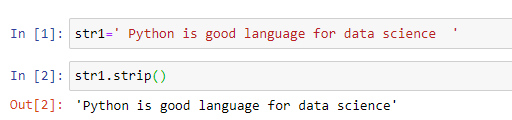 In [1]: str1=' Python is good language for data science  '
In [2]: str1.strip()
Out[2]: 'Python is good language for data science'